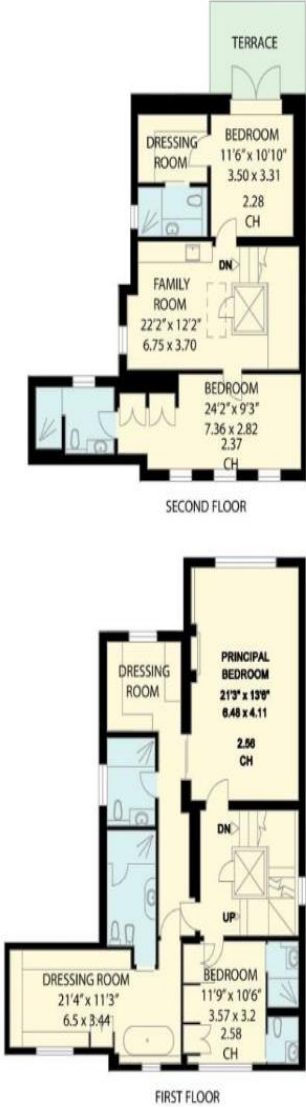 TERRACE
DRESSING
ROOM
BEDROOM
11'6" x 10'10"
3.50 x 3.31
2.28
CH
DN
FAMILY
ROOM
22'2" x 12'2"
6.75 x 3.70
BEDROOM
24'2" x 9'3"
7.36 x 2.82
2.37
CH
SECOND FLOOR
DRESSING
ROOM
PRINCIPAL
BEDROOM
21'3" x 13'6"
6.48 x 4.11
2.56
CH
DN
UP
DRESSING ROOM
21'4" x 11'3"
6.5 x 3.44
BEDROOM
11'9" x 10'6"
3.57 x 3.2
2.58
CH
FIRST FLOOR